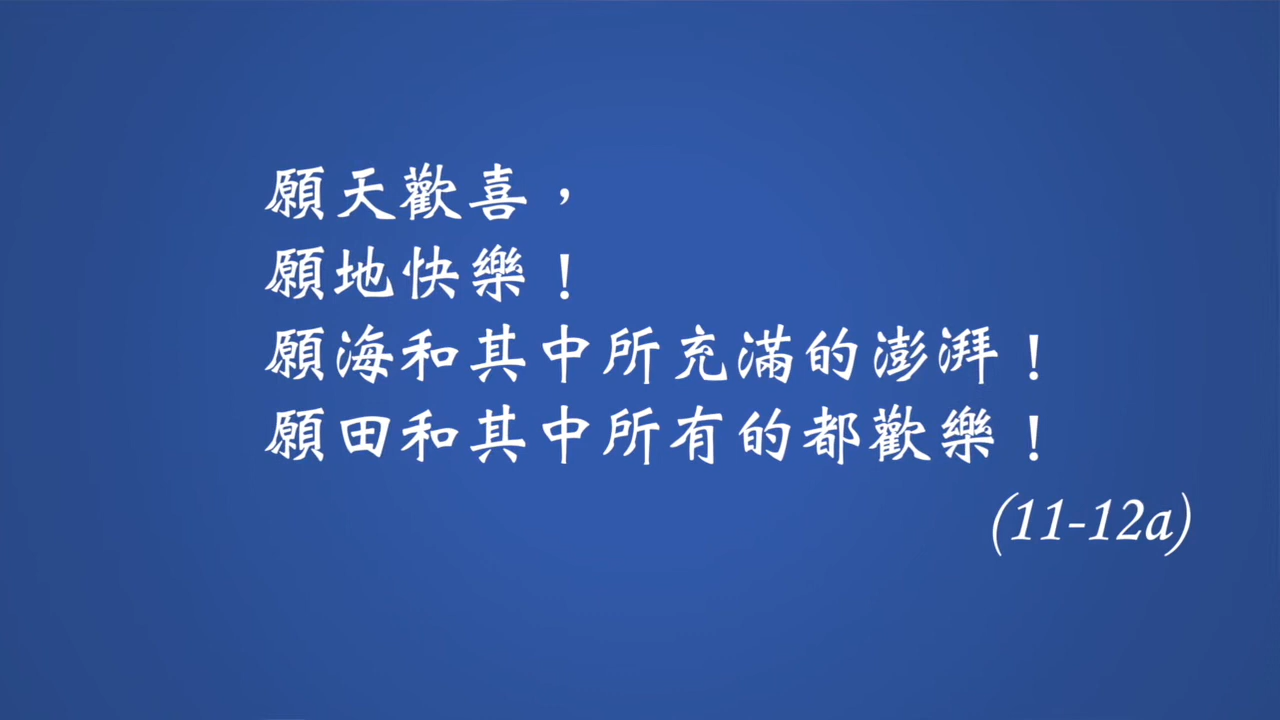 願天歡喜，
願地快樂！
願海和其中所充滿的澎湃！
願田和其中所有的都歡樂！
(11-12a)